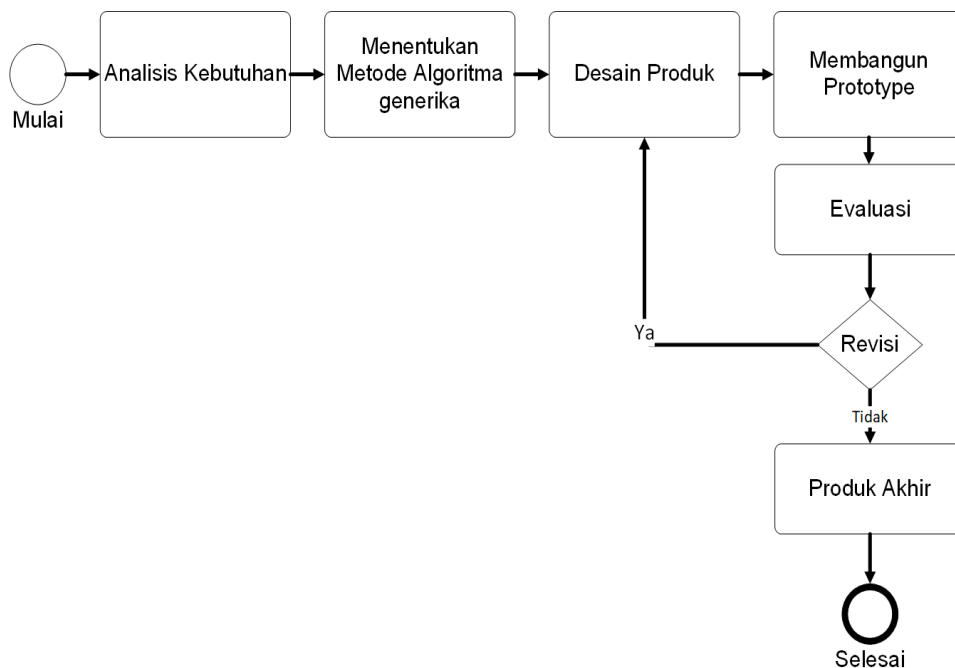 Mulai
Analisis Kebutuhan
Menentukan
Metode Algoritma
generika
Desain Produk
Membangun
Prototype
Evaluasi
Revisi
Ya
Tidak
Produk Akhir
Selesai